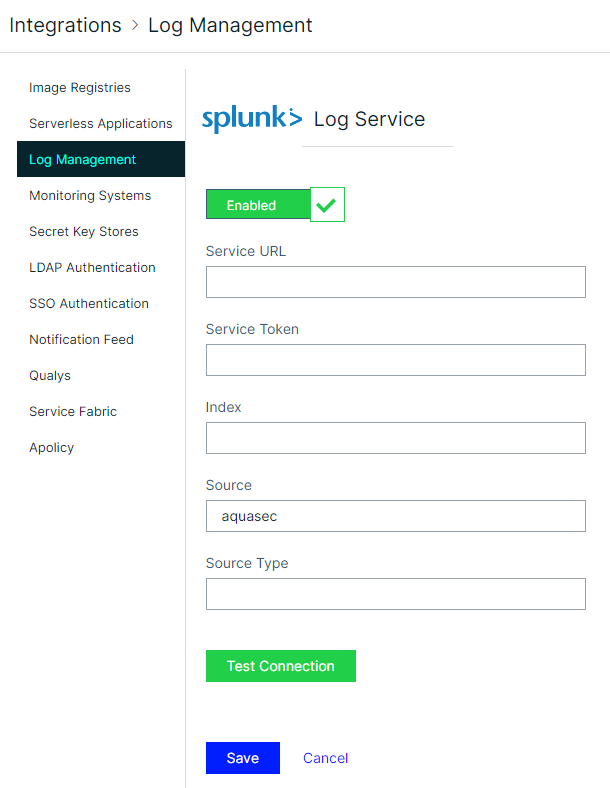 Integrations > Log Management
Image Registries
Serverless Applications
Log Management
Monitoring Systems
Secret Key Stores
LDAP Authentication
SSO Authentication
Notification Feed
Qualys
Service Fabric
Apolicy
splunk> Log Service
Enabled
Service URL
Service Token
Index
Source
aquasec
Source Type
Test Connection
Save Cancel